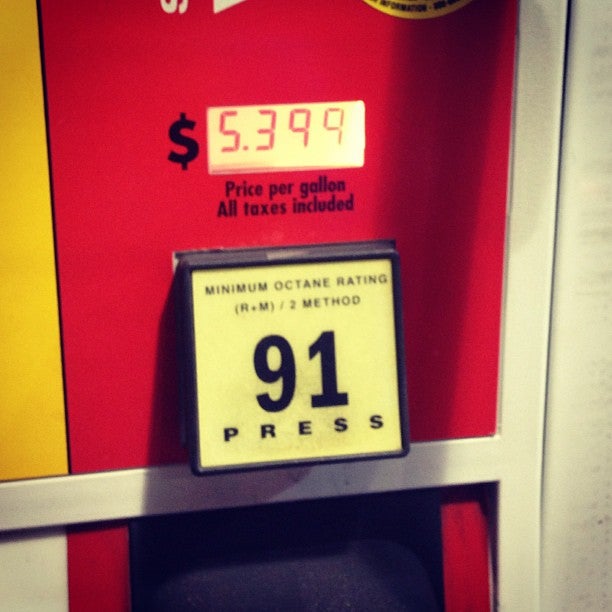 $ 5.399
Price per gallon
All taxes included
MINIMUM OCTANE RATING
(R+M) / 2 METHOD
91
PRESS